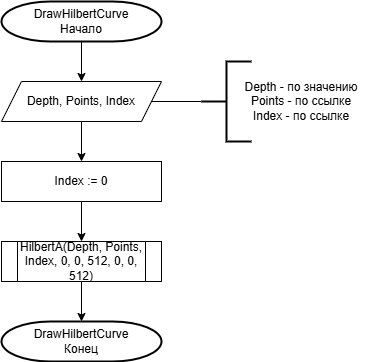 DrawHilbertCurve
Начало
Depth, Points, Index
Depth - по значению
Points - по ссылке
Index - по ссылке
Index := 0
HilbertA(Depth, Points,
Index, 0, 0, 512, 0, 0,
512)
DrawHilbertCurve
Конец